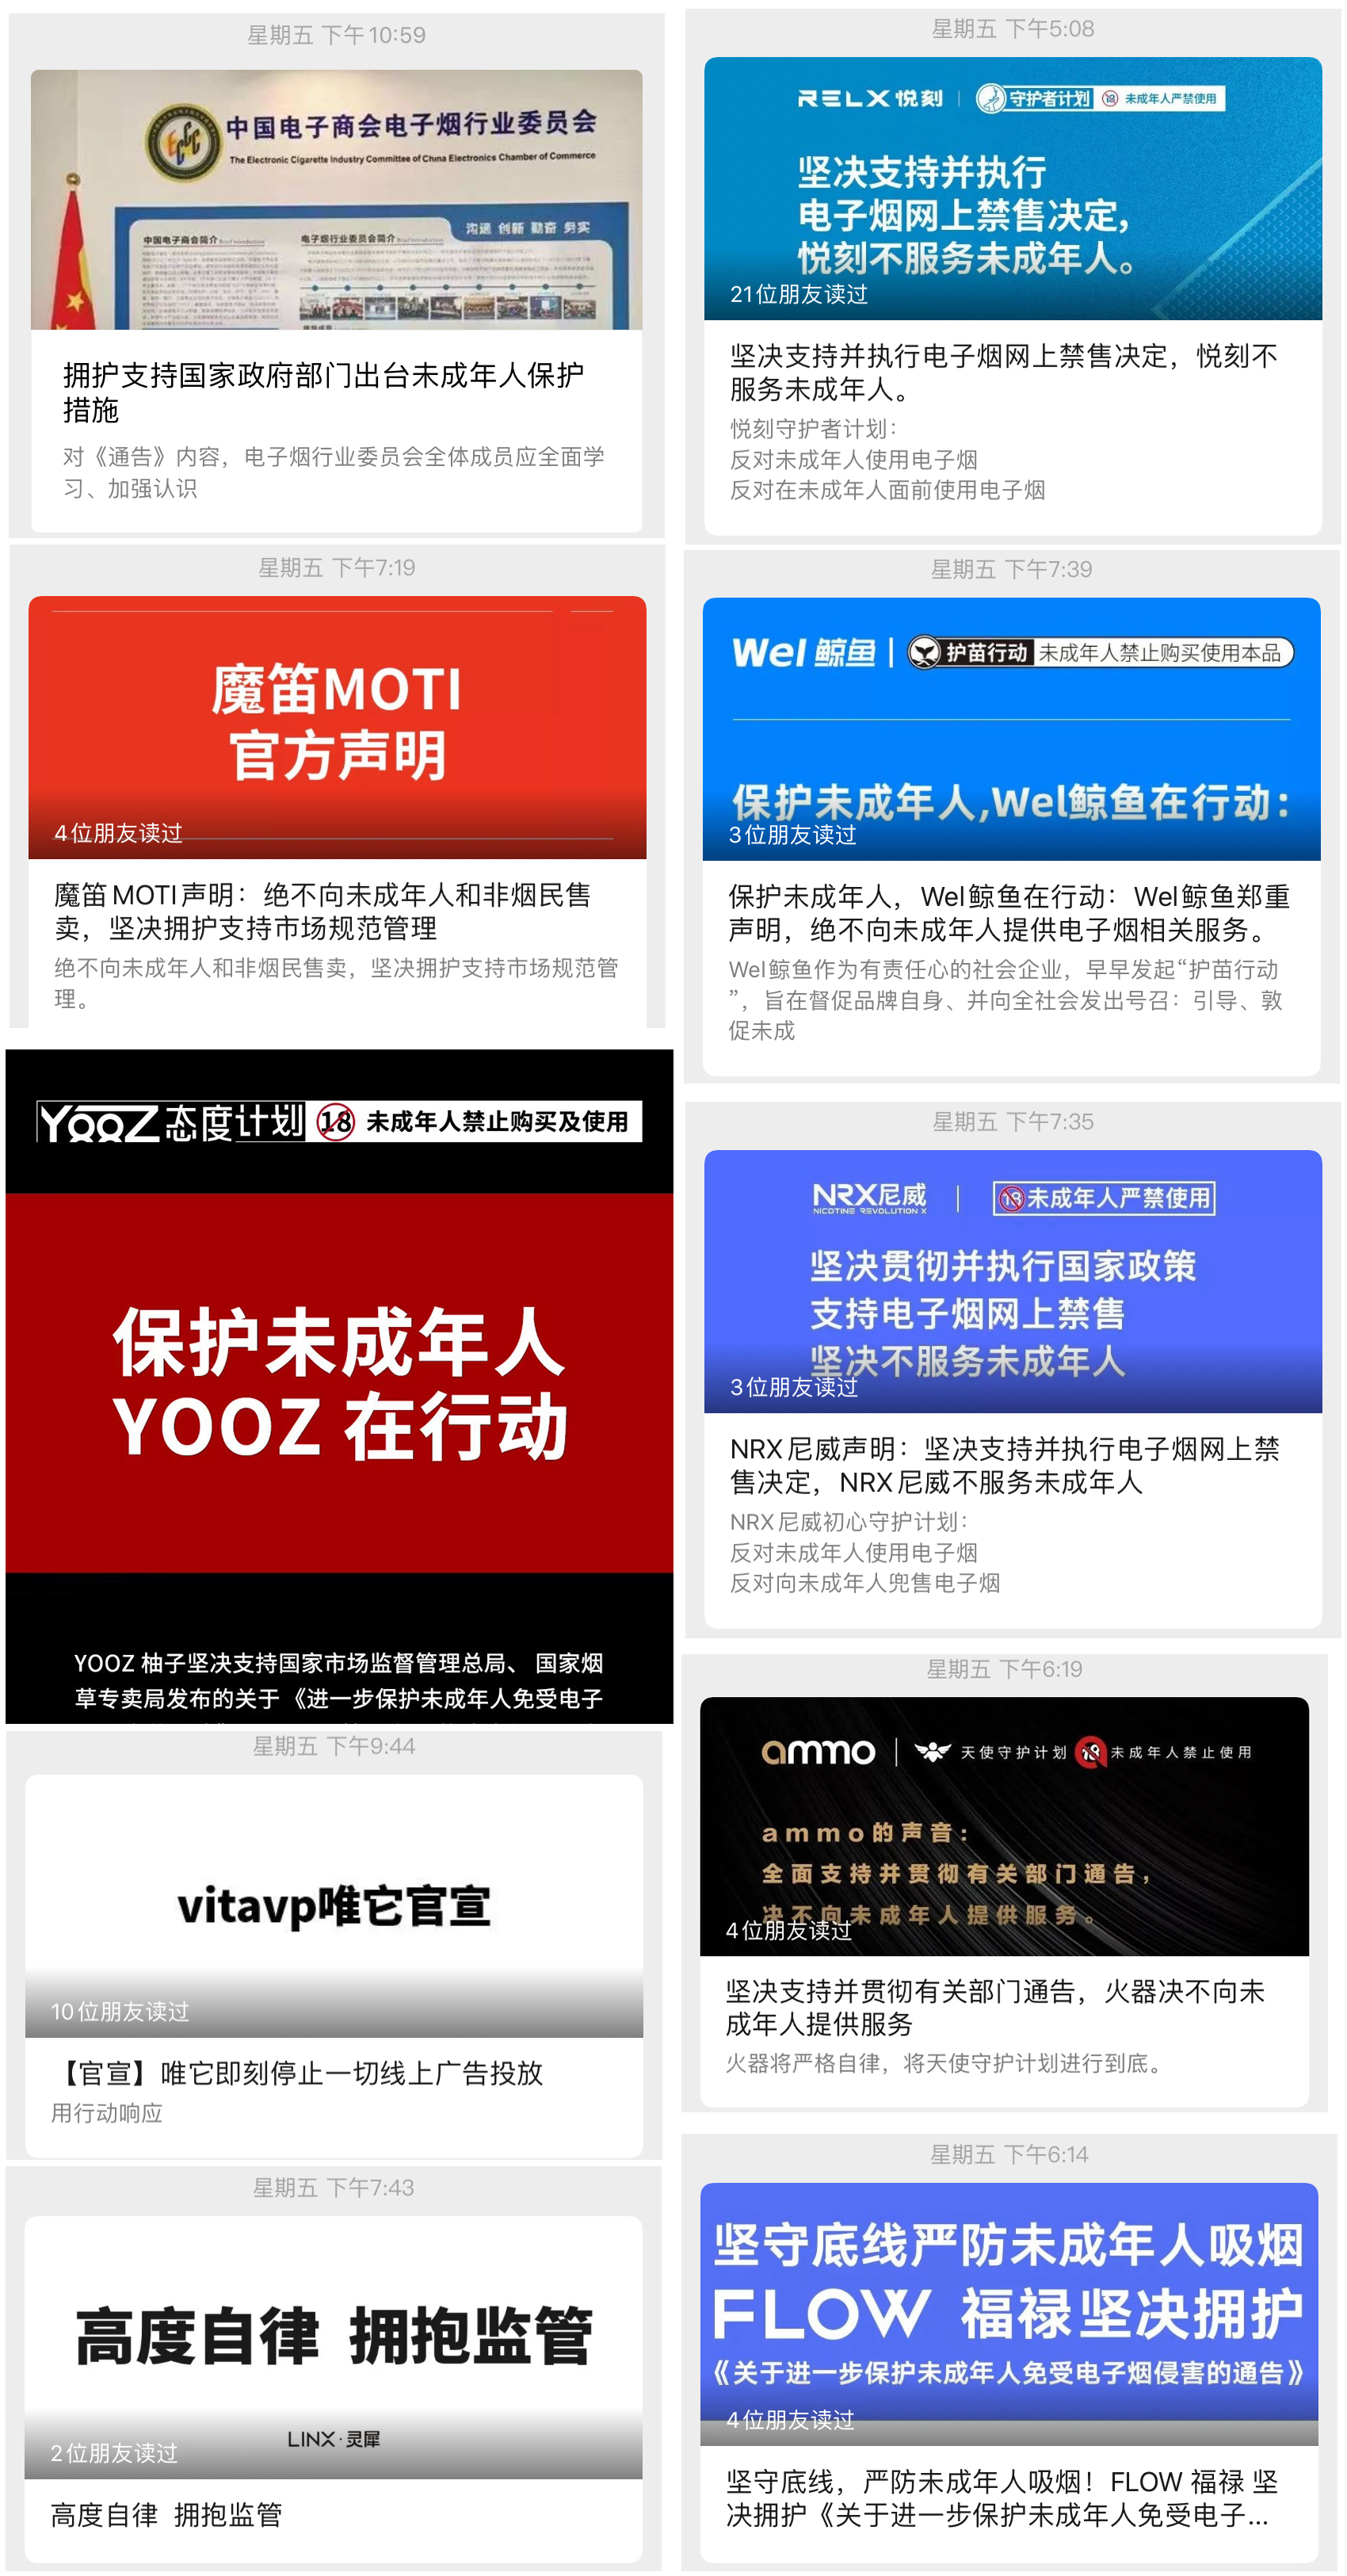 星期五 下午10:59
中国电子商会电子烟行业委员会
The Electronic Cigarette Industry Committee of China Electronics Chamber of Commerce
沟通 创新 勤奋 务实
中国电子商会简介
电子烟行业委员会简介
拥护支持国家政府部门出台未成年人保护
措施
对《通告》内容，电子烟行业委员会全体成员应全面学
习、加强认识
星期五 下午5:08
RELX悦刻 守护者计划 18 未成年人严禁使用
坚决支持并执行
电子烟网上禁售决定,
悦刻不服务未成年人。
21位朋友读过
坚决支持并执行电子烟网上禁售决定，悦刻不
服务未成年人。
悦刻守护者计划：
反对未成年人使用电子烟
反对在未成年人面前使用电子烟
星期五 下午7:19
魔笛MOTI
官方声明
4位朋友读过
魔笛MOTI声明：绝不向未成年人和非烟民售
卖，坚决拥护支持市场规范管理
绝不向未成年人和非烟民售卖，坚决拥护支持市场规范管
理。
星期五 下午7:39
Wel 鲸鱼 护苗行动 未成年人禁止购买使用本品
保护未成年人,Wel鲸鱼在行动:
3位朋友读过
保护未成年人，Wel鲸鱼在行动：Wel鲸鱼郑重
声明，绝不向未成年人提供电子烟相关服务。
Wel鲸鱼作为有责任心的社会企业，早早发起“护苗行动
”，旨在督促品牌自身、并向全社会发出号召：引导、敦
促未成
YOOZ态度计划 18 未成年人禁止购买及使用
保护未成年人
YOOZ 在行动
YOOZ 柚子坚决支持国家市场监督管理总局、 国家烟
草专卖局发布的关于《进一步保护未成年人免受电子
星期五 下午7:35
NRX尼威 18 未成年人严禁使用
NICOTINE REVOLUTION X
坚决贯彻并执行国家政策
支持电子烟网上禁售
坚决不服务未成年人
3位朋友读过
NRX尼威声明：坚决支持并执行电子烟网上禁
售决定，NRX尼威不服务未成年人
NRX尼威初心守护计划：
反对未成年人使用电子烟
反对向未成年人兜售电子烟
星期五 下午9:44
vitavp唯它官宣
10位朋友读过
【官宣】唯它即刻停止一切线上广告投放
用行动响应
星期五 下午6:19
ammo 天使守护计划 18 未成年人禁止使用
ammo的声音:
全面支持并贯彻有关部门通告,
决不向未成年人提供服务。
4位朋友读过
坚决支持并贯彻有关部门通告，火器决不向未
成年人提供服务
火器将严格自律，将天使守护计划进行到底。
星期五 下午7:43
高度自律 拥抱监管
LINX·灵犀
2位朋友读过
高度自律 拥抱监管
星期五 下午6:14
坚守底线严防未成年人吸烟
FLOW 福禄坚决拥护
《关于进一步保护未成年人免受电子烟侵害的通告》
4位朋友读过
坚守底线，严防未成年人吸烟！FLOW 福禄 坚
决拥护《关于进一步保护未成年人免受电子...